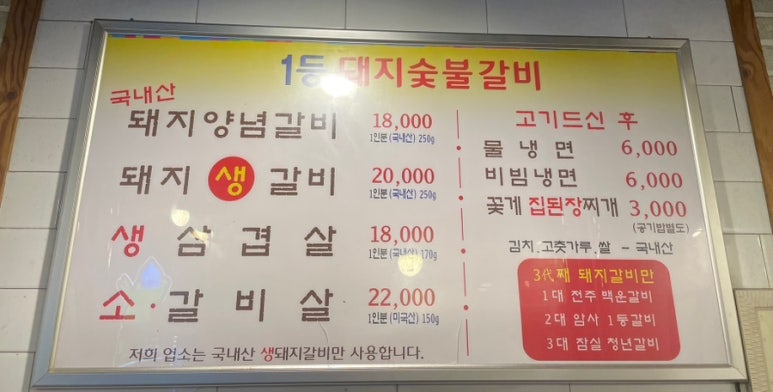 1등 돼지숯불갈비
국내산
돼지양념갈비 18,000
1인분 (국내산) 250g
돼지 생 갈비 20,000
1인분 (국내산) 250g
생 삼겹살 18,000
1인분 (국내산) 170g
소·갈비살 22,000
1인분 (미국산) 150g
저희 업소는 국내산 생돼지갈비만 사용합니다.
고기드신 후
물냉면 6,000
비빔냉면 6,000
꽃게 집된장찌개 3,000
(공기밥별도)
김치, 고춧가루 쌀 - 국내산
3代째 돼지갈비만
1대 전주 백운갈비
2대 암사 1등갈비
3대 잠실 청년갈비